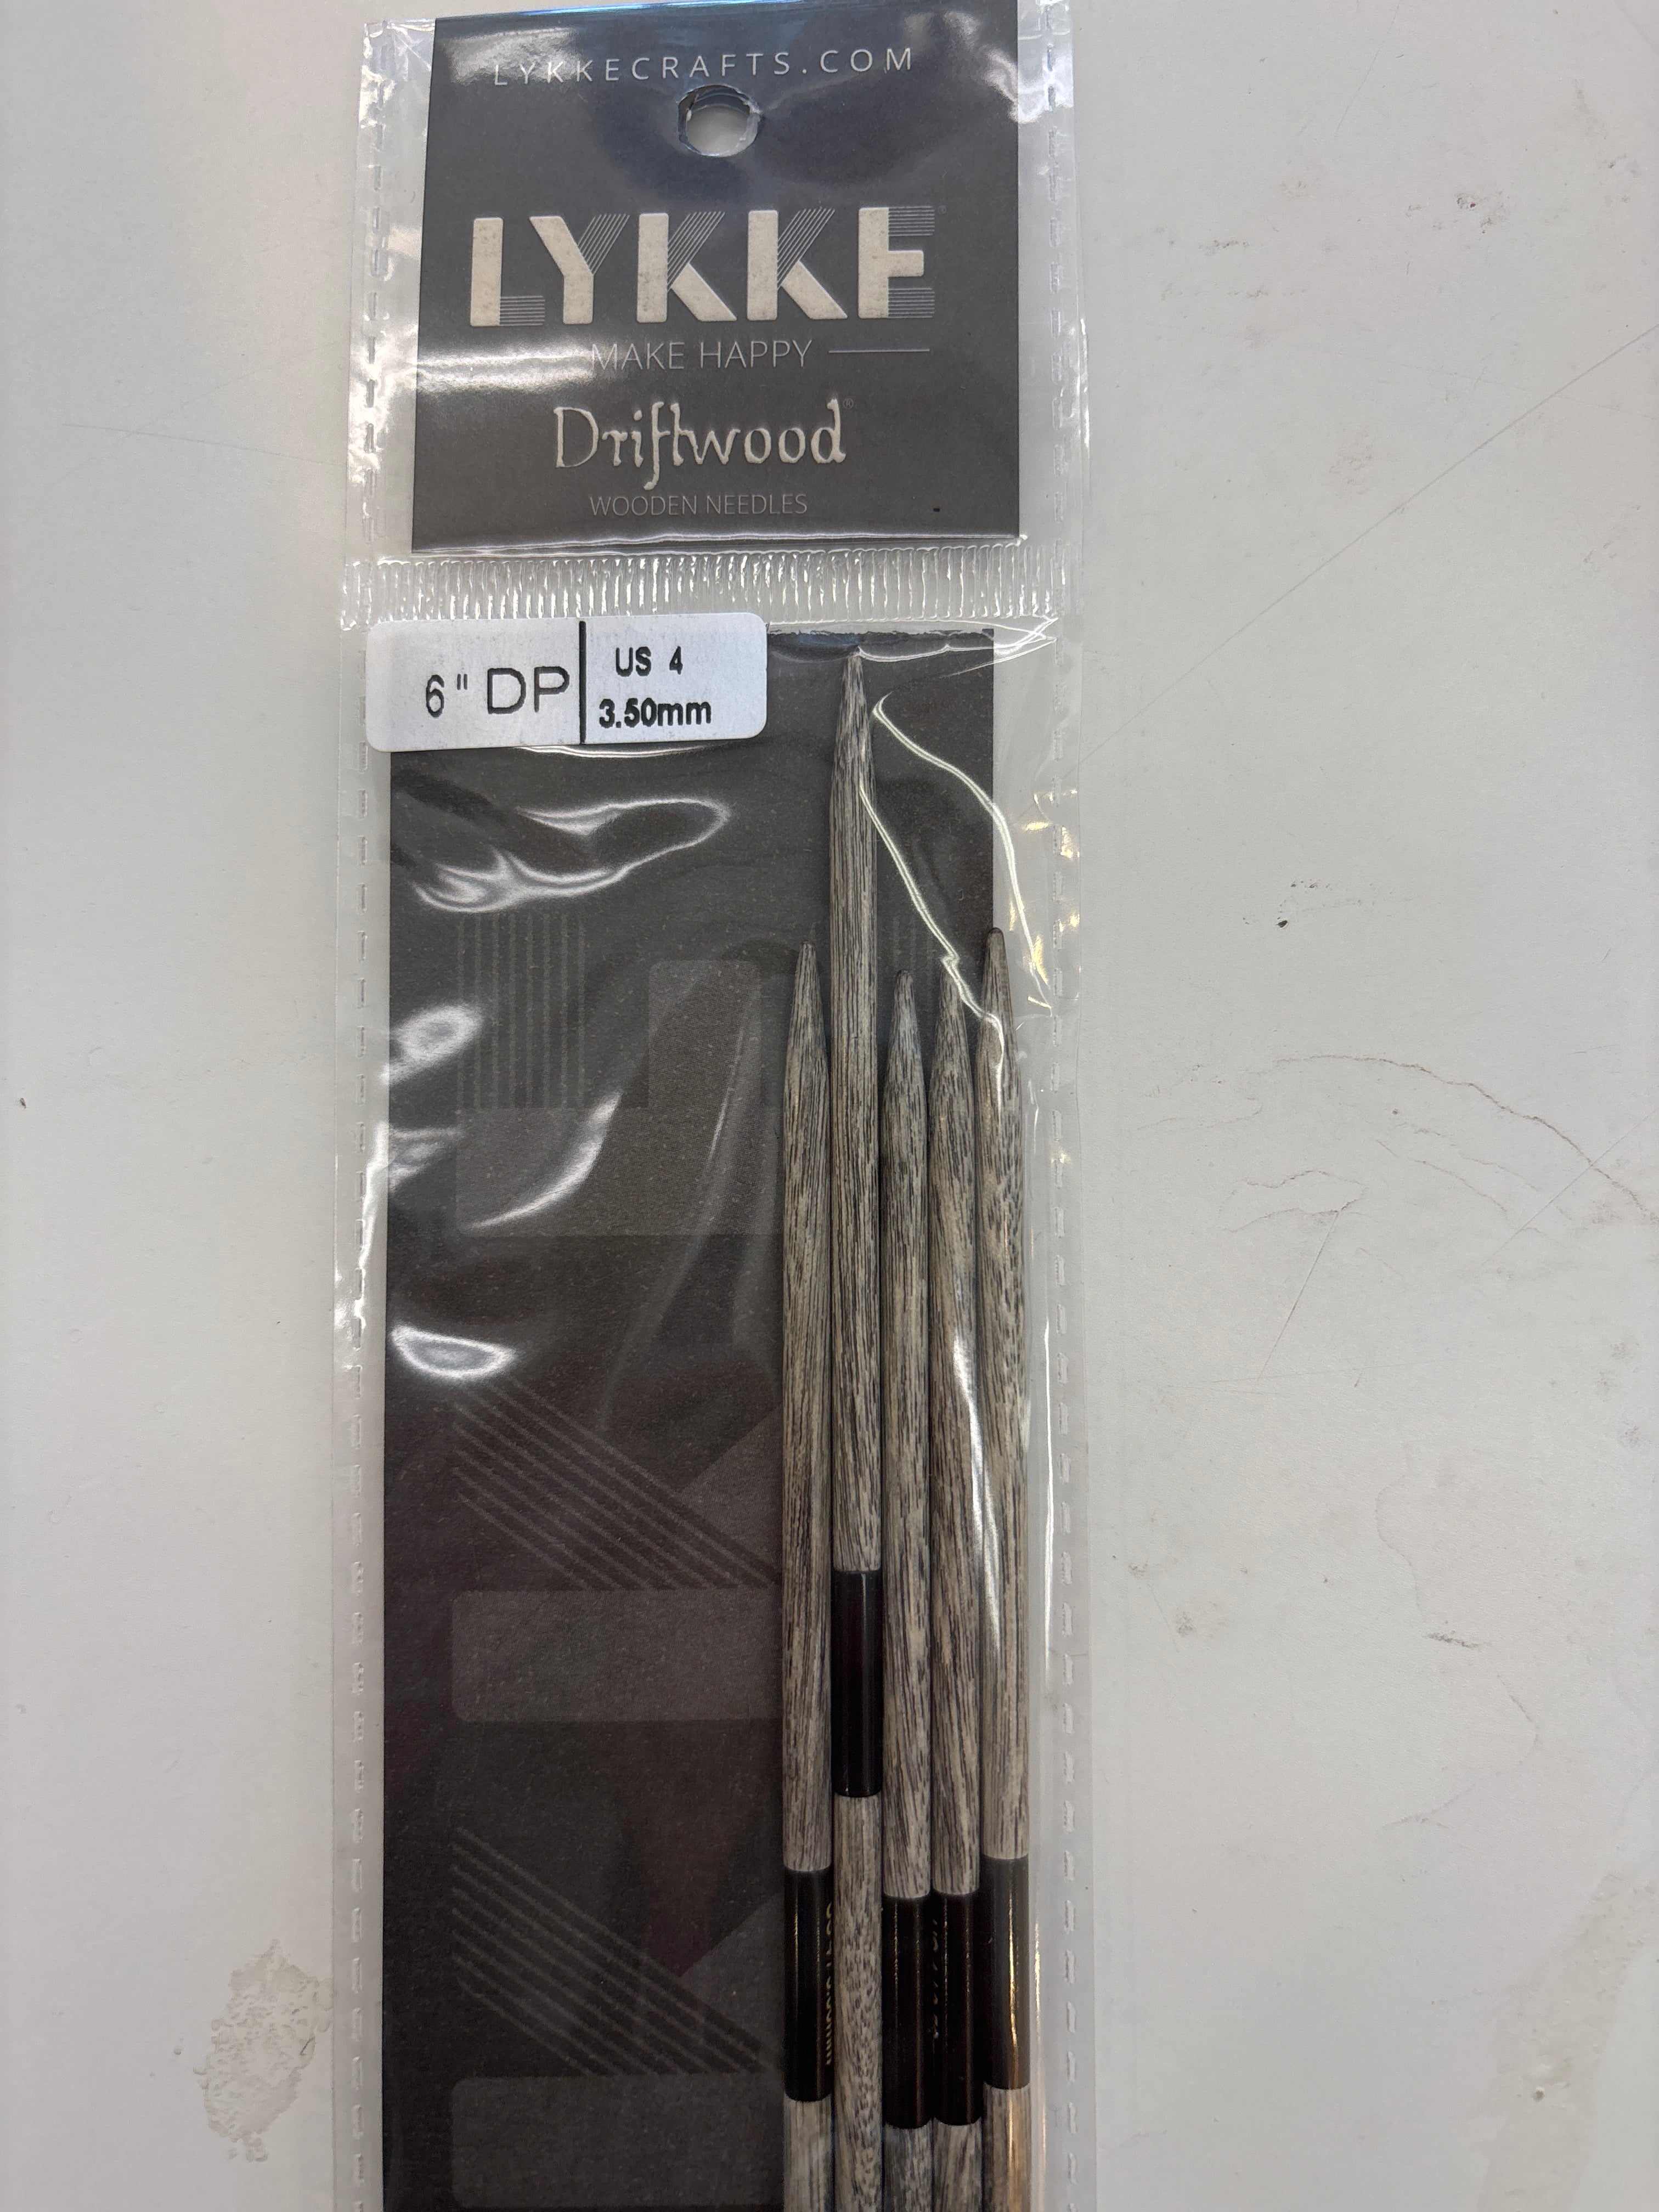 LYKKECRAFTS.COM
LYKKE
MAKE HAPPY
Driftwood®
WOODEN NEEDLES
6" DP
US 4
3.50mm